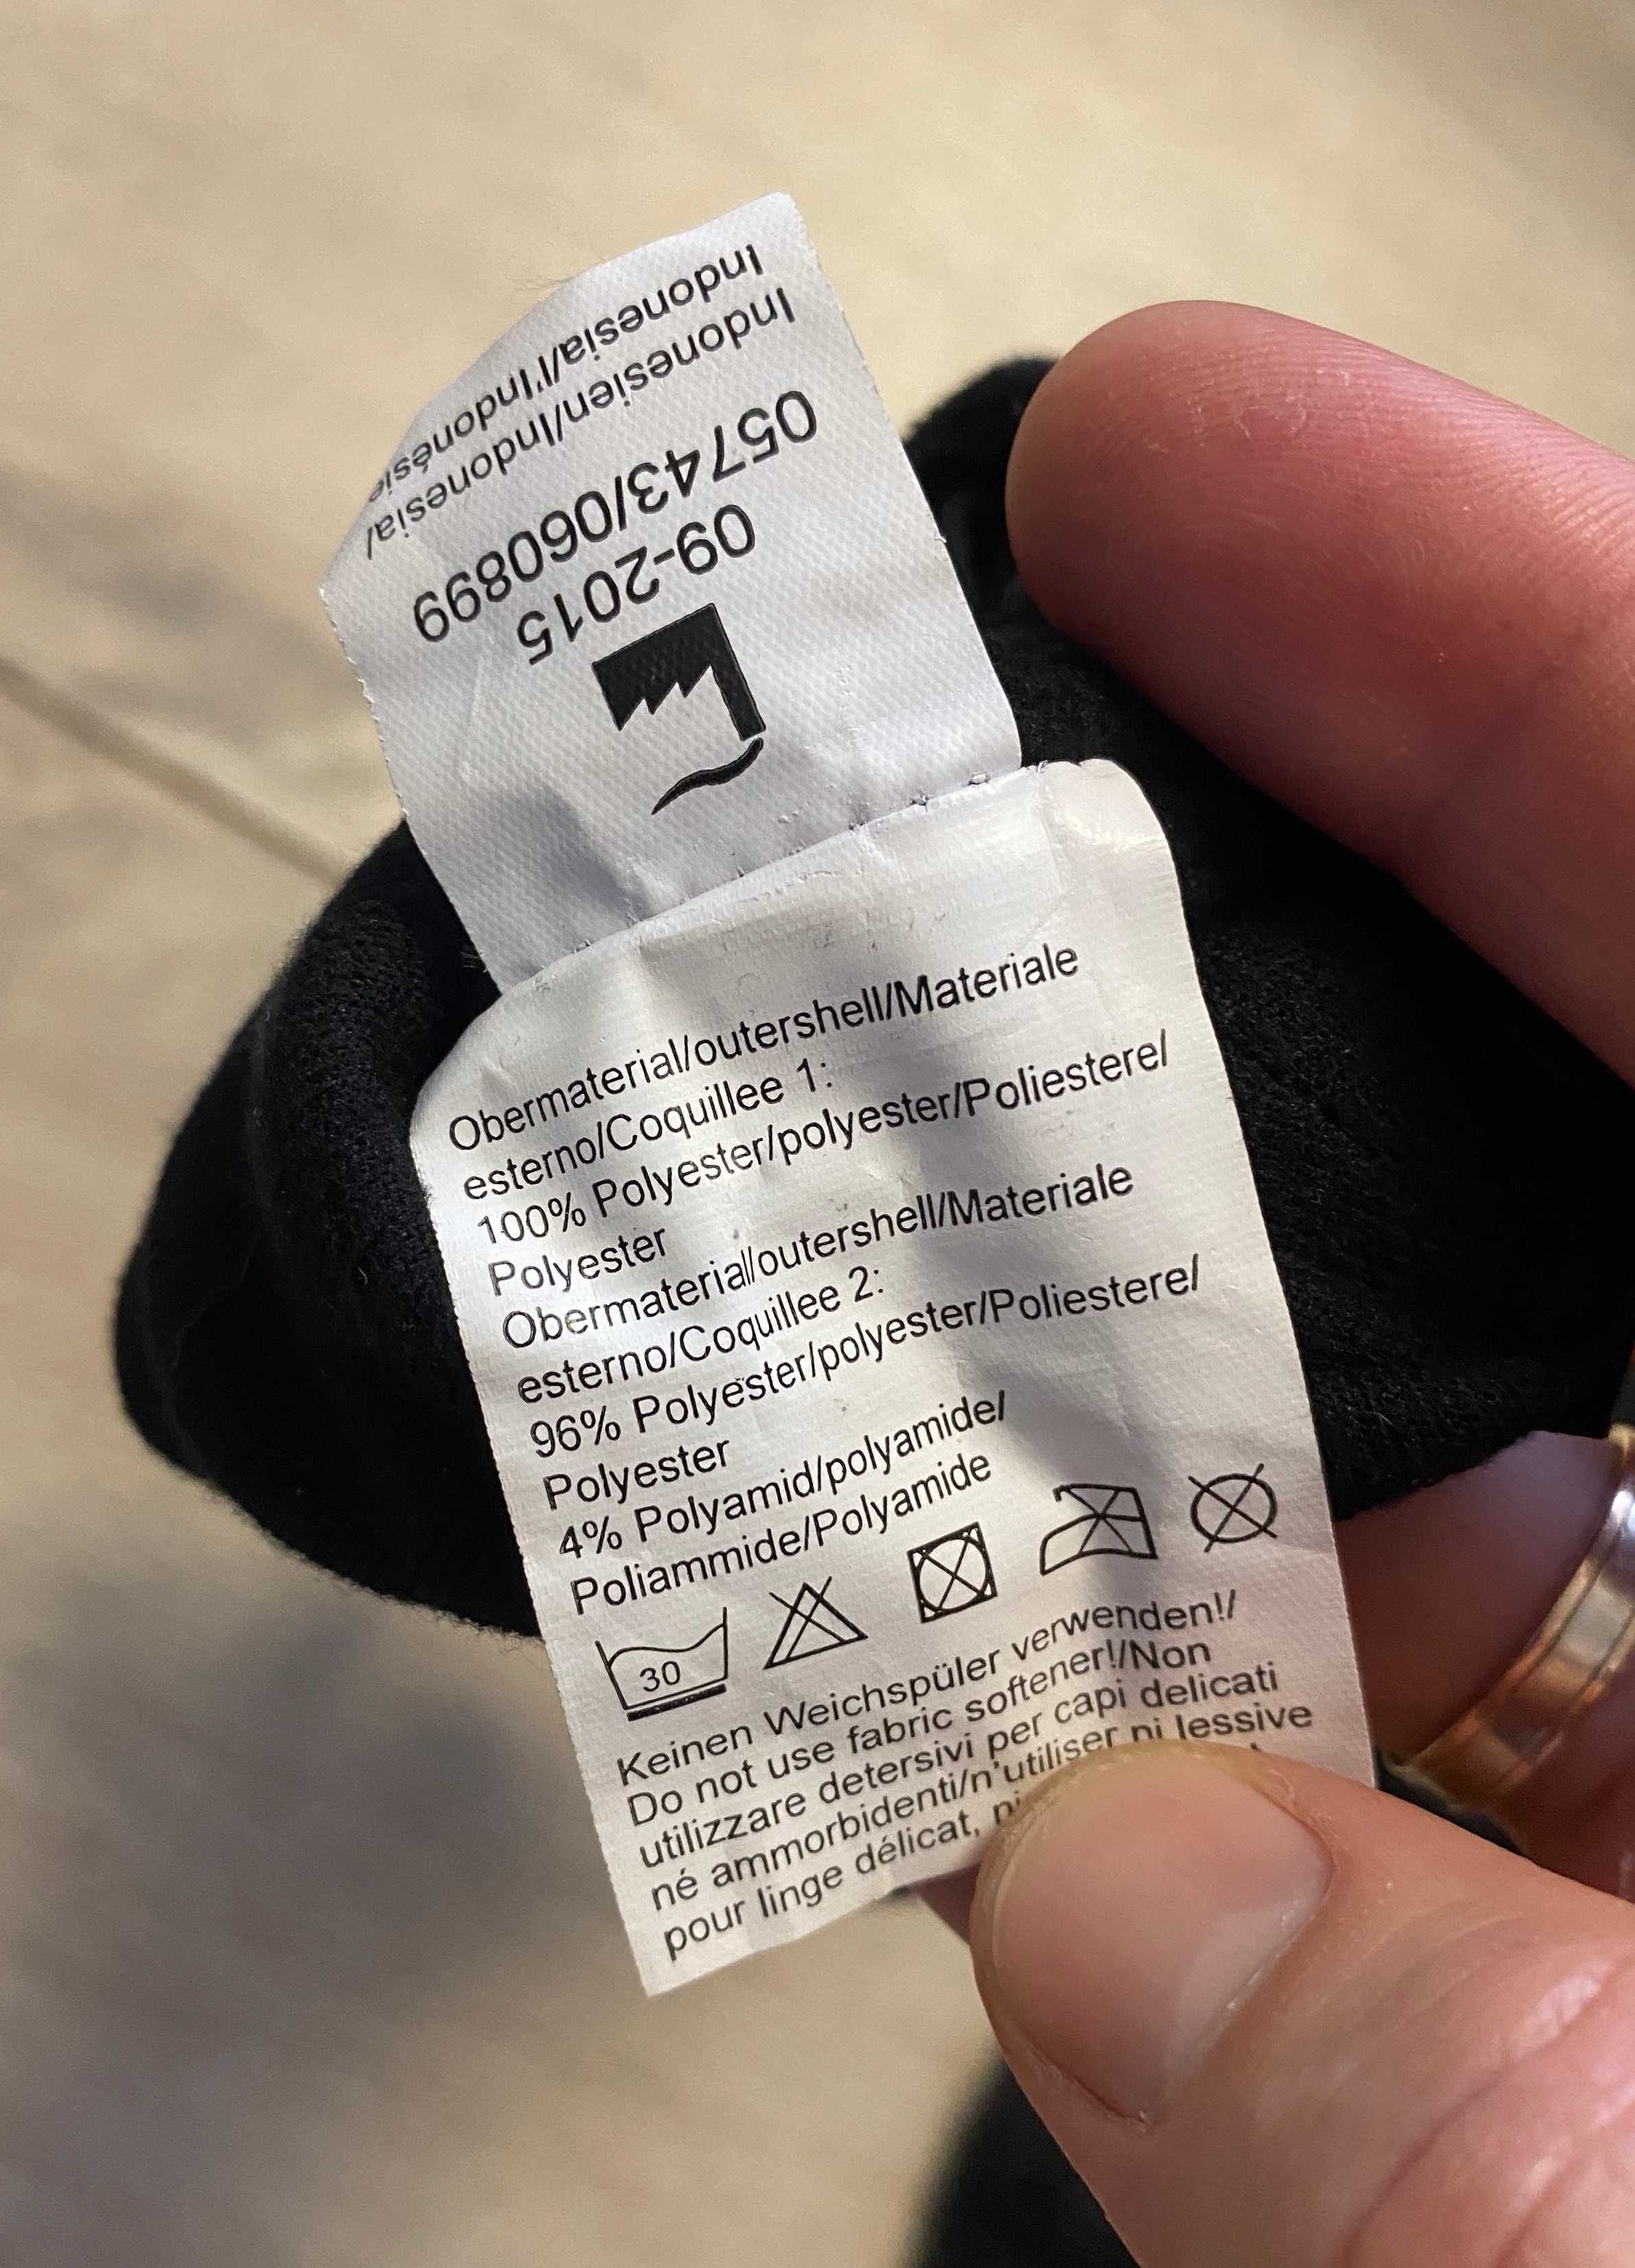 Indonesia/l'Indonésie
Indonesien/Indonesia/
05743/060899
09-2015
Obermaterial/outershell/Materiale
esterno/Coquillee 1:
100% Polyester/polyester/Poliestere/
Polyester
Obermaterial/outershell/Materiale
esterno/Coquillee 2:
96% Polyester/polyester/Poliestere/
Polyester
4% Polyamid/polyamide/
Poliammide/Polyamide
30
Keinen Weichspüler verwenden!/
Do not use fabric softener!/Non
utilizzare detersivi per capi delicati
né ammorbidenti/n'utiliser ni lessive
pour linge délicat, ni